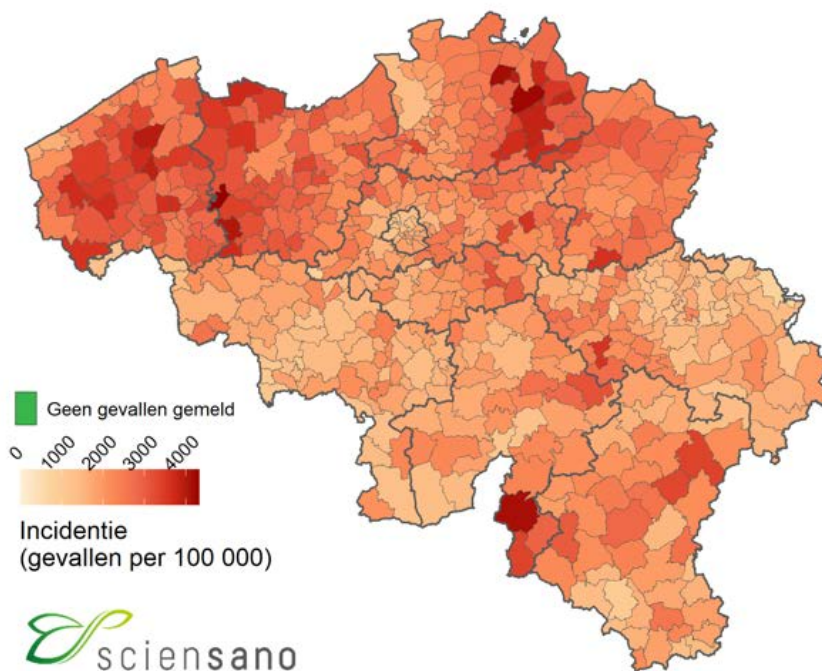 Geen gevallen gemeld
0 1000 2000 3000 4000
Incidentie
(gevallen per 100 000)
sciensano